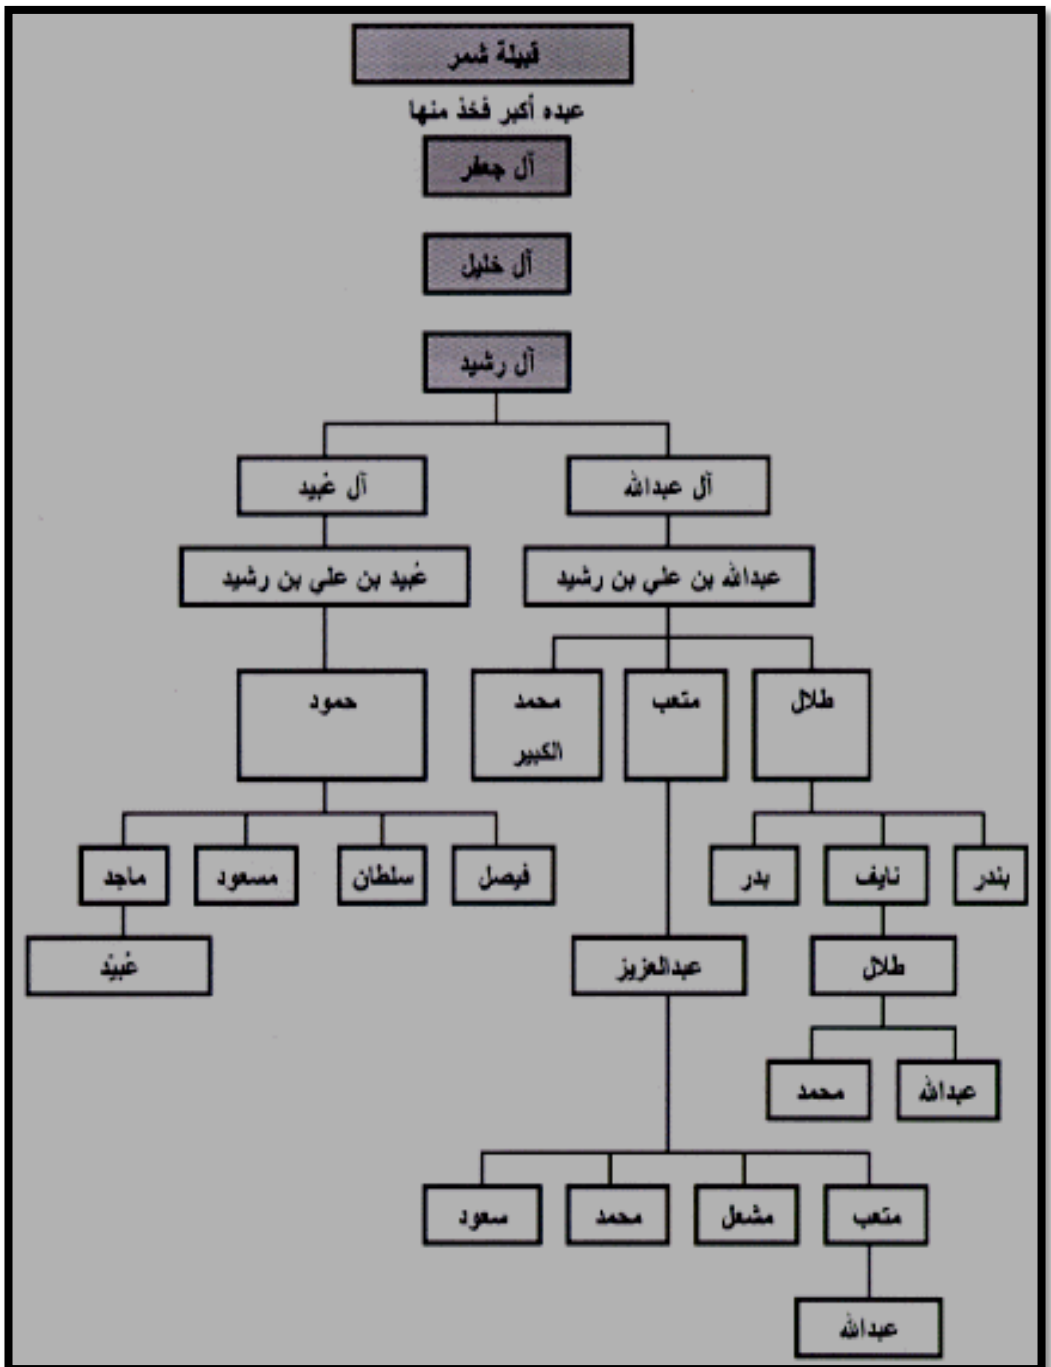 قبيلة شمر
عبده أكبر فخذ منها
آل جعفر
آل خليل
آل رشيد
آل عبدالله
آل عُبيد
عبدالله بن علي بن رشيد
عُبيد بن علي بن رشيد
طلال
متعب
محمد
الكبير
حمود
بندر
نايف
بدر
فيصل
سلطان
مسعود
ماجد
طلال
عبدالعزيز
عُبيْد
عبدالله
محمد
متعب
مشعل
محمد
سعود
عبدالله